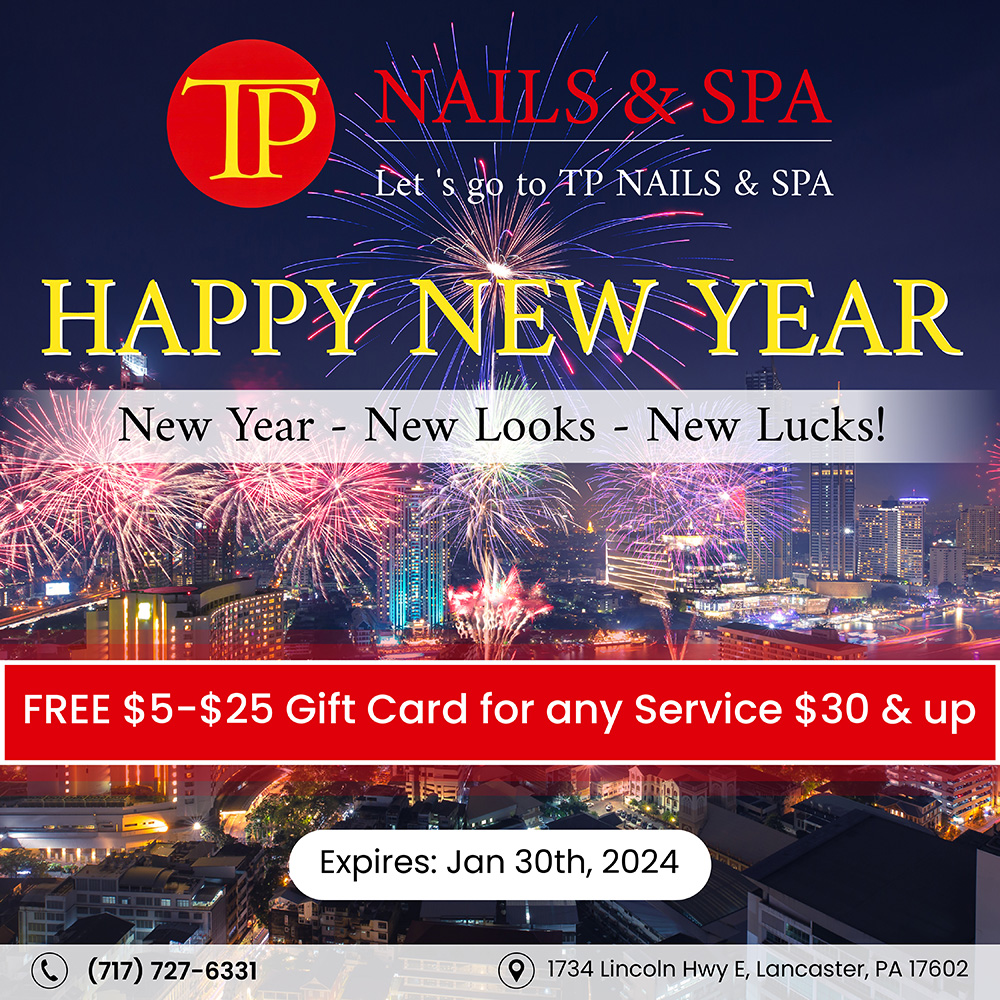 TP
NAILS & SPA
Let 's go to TP NAILS & SPA
HAPPY NEW YEAR
New Year - New Looks - New Lucks!
FREE $5-$25 Gift Card for any Service $30 & up
Expires: Jan 30th, 2024
(717) 727-6331
1734 Lincoln Hwy E, Lancaster, PA 17602